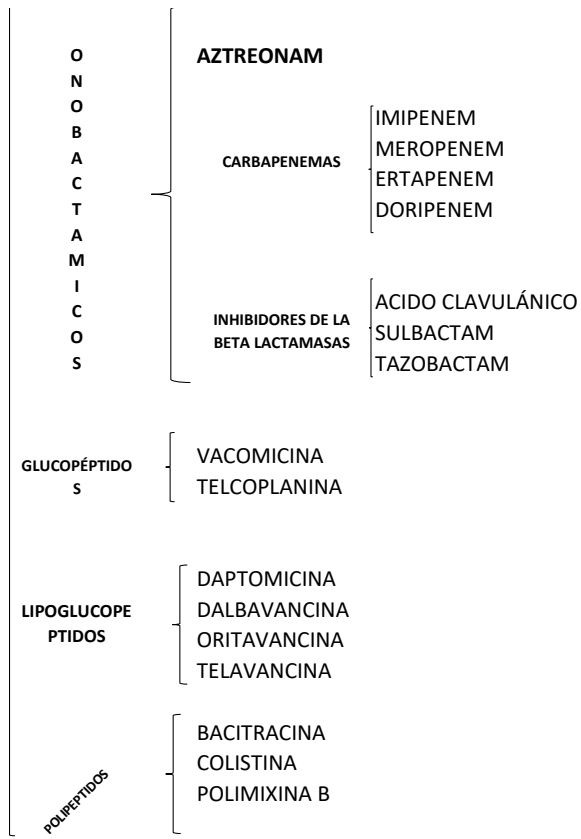 ONOBACTAMICOS
AZTREONAM
CARBAPENEMAS
IMIPENEM
MEROPENEM
ERTAPENEM
DORIPENEM
INHIBIDORES DE LA
BETA LACTAMASAS
ACIDO CLAVULÁNICO
SULBACTAM
TAZOBACTAM
GLUCOPÉPTIDO
S
VACOMICINA
TELCOPLANINA
LIPOGLUCOPE
PTIDOS
DAPTOMICINA
DALBAVANCINA
ORITAVANCINA
TELAVANCINA
POLIPEPTIDOS
BACITRACINA
COLISTINA
POLIMIXINA B